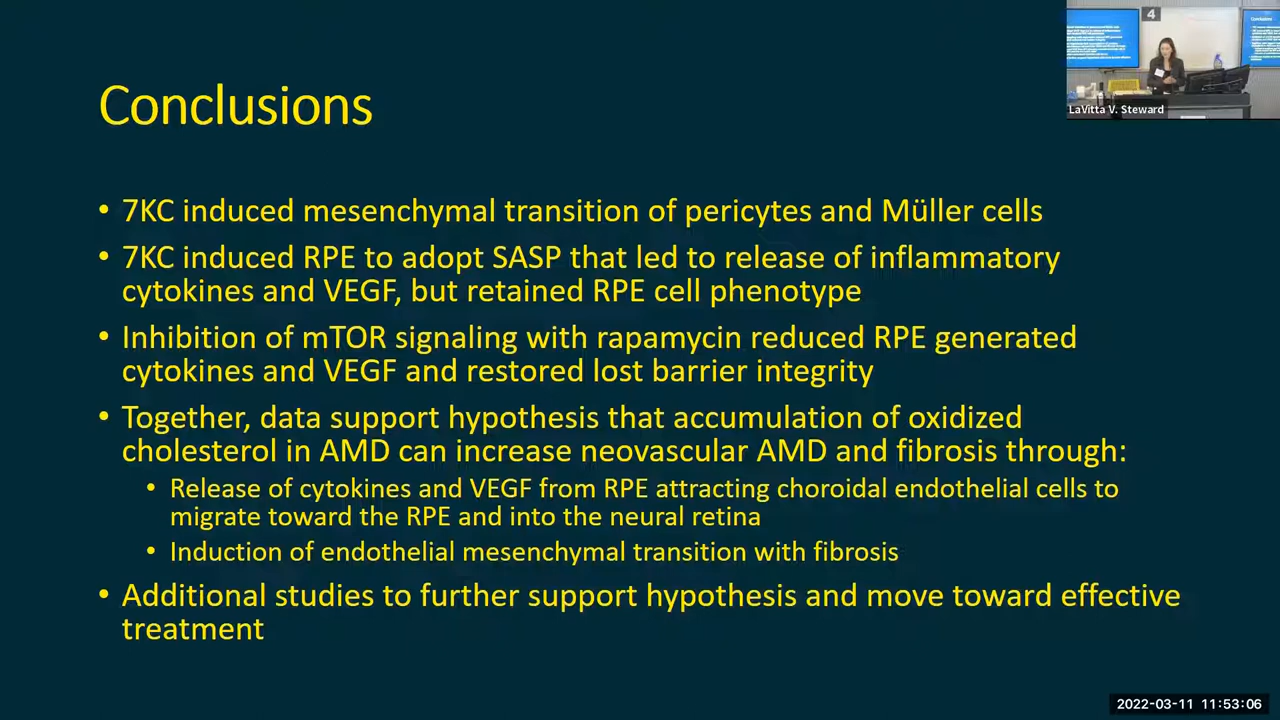 4
LaVitta V. Steward
Conclusions
• 7KC induced mesenchymal transition of pericytes and Müller cells
• 7KC induced RPE to adopt SASP that led to release of inflammatory
cytokines and VEGF, but retained RPE cell phenotype
• Inhibition of mTOR signaling with rapamycin reduced RPE generated
cytokines and VEGF and restored lost barrier integrity
• Together, data support hypothesis that accumulation of oxidized
cholesterol in AMD can increase neovascular AMD and fibrosis through:
• Release of cytokines and VEGF from RPE attracting choroidal endothelial cells to
migrate toward the RPE and into the neural retina
• Induction of endothelial mesenchymal transition with fibrosis
• Additional studies to further support hypothesis and move toward effective
treatment
2022-03-11 11:53:06